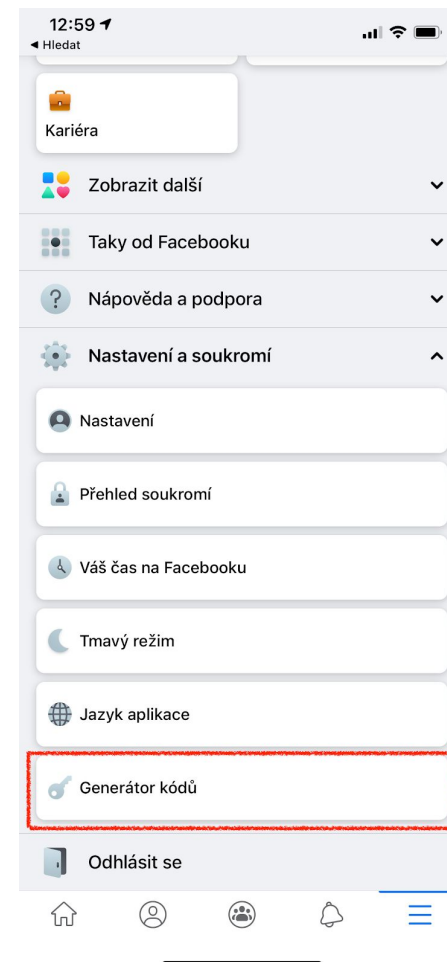 12:59
◀ Hledat
Kariéra
Zobrazit další
Taky od Facebooku
Nápověda a podpora
Nastavení a soukromí
Nastavení
Přehled soukromí
Váš čas na Facebooku
Tmavý režim
Jazyk aplikace
Generátor kódů
Odhlásit se